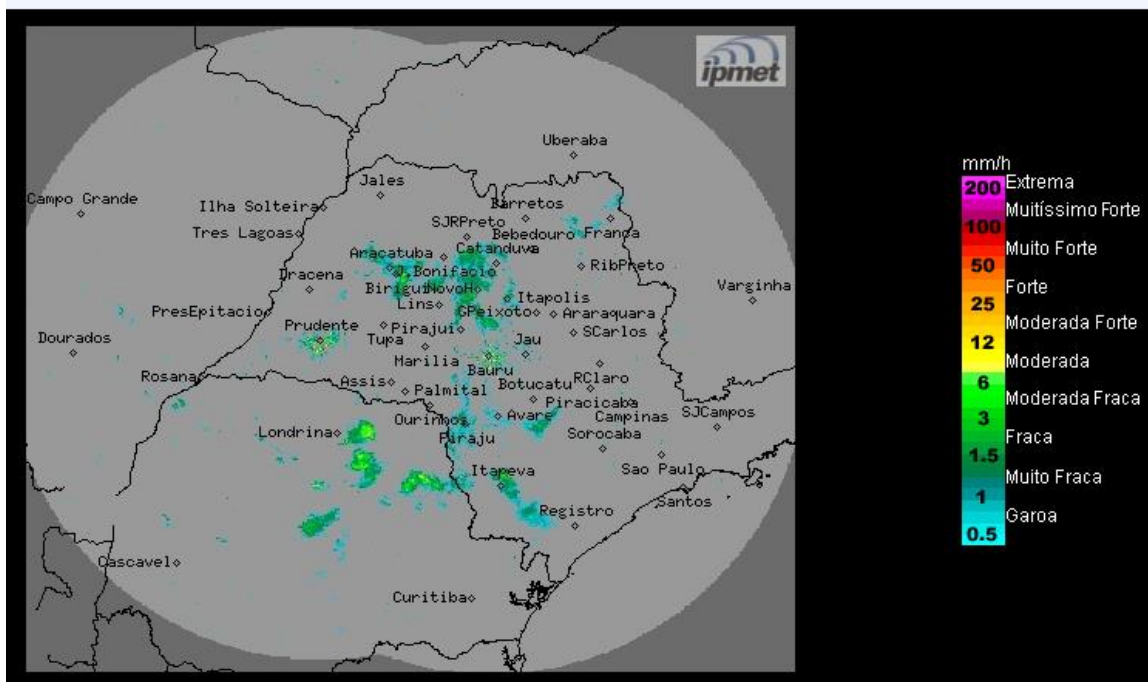 ipmet
Uberaba
Jales
Campo Grande
Ilha Solteira
Barretos
Tres Lagoas
SJRPreto
Bebedouro
Franca
Catanduva
Aracatuba
RibPreto
J.Bonifacio
Dracena
Birigui
NovoH
Varginha
Lins
Itapolis
PresEpitacio
GPeixoto
Araraquara
Prudente
Pirajui
SCarlos
Dourados
Tupa
Jau
Marilia
Bauru
Rosana
Assis
Botucatu
RClaro
Palmital
Piracicaba
Ourinhos
Avare
Campinas
SJCampos
Londrina
Piraju
Sorocaba
Itapeva
Sao Paulo
Santos
Registro
Cascavel
Curitiba
mm/h
200 Extrema
Muitíssimo Forte
100
Muito Forte
50
Forte
25
Moderada Forte
12
Moderada
6
Moderada Fraca
3
Fraca
1.5
Muito Fraca
1
Garoa
0.5